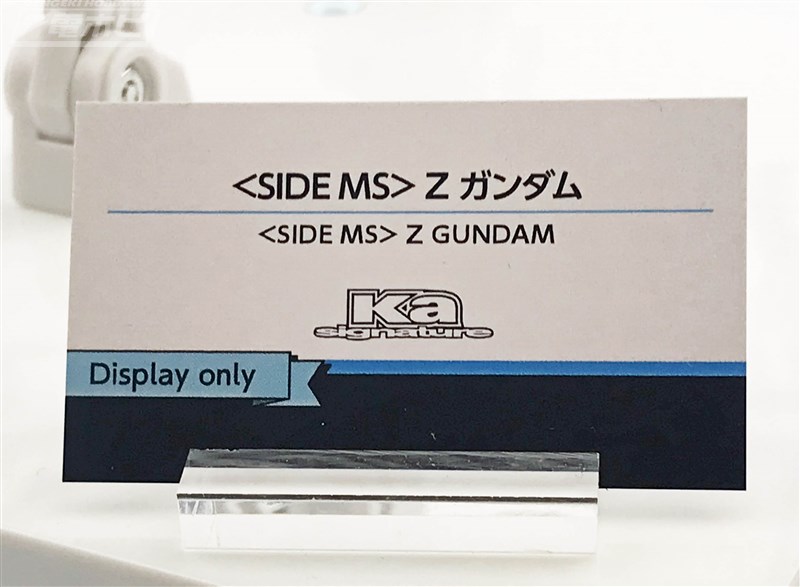 <SIDE MS> Z ガンダム
<SIDE MS> Z GUNDAM
Ka
signature
Display only